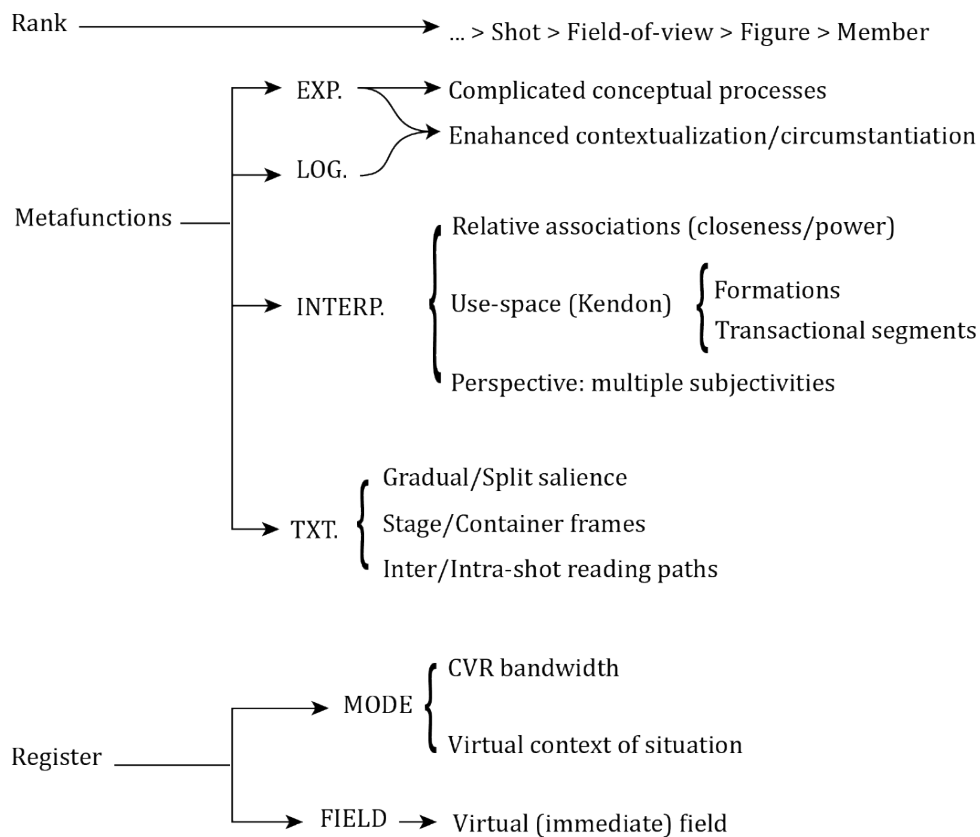 Rank
... > Shot > Field-of-view > Figure > Member
Metafunctions
EXP.
Complicated conceptual processes
Enahanced contextualization/circumstantiation
LOG.
INTERP.
Relative associations (closeness/power)
Use-space (Kendon)
Formations
Transactional segments
Perspective: multiple subjectivities
TXT.
Gradual/Split salience
Stage/Container frames
Inter/Intra-shot reading paths
Register
MODE
CVR bandwidth
Virtual context of situation
FIELD
Virtual (immediate) field